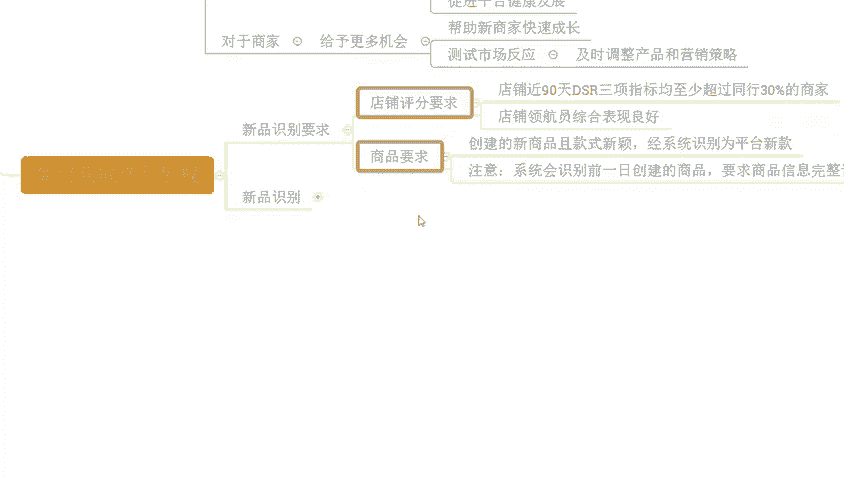 促进平台健康发展
帮助新商家快速成长
对于商家 给予更多机会
测试市场反应 及时调整产品和营销策略
店铺近90天DSR三项指标均至少超过同行30%的商家
店铺评分要求
店铺领航员综合表现良好
新品识别要求
创建的新商品且款式新颖，经系统识别为平台新款
商品要求
注意：系统会识别前一日创建的商品，要求商品信息完整
新品识别